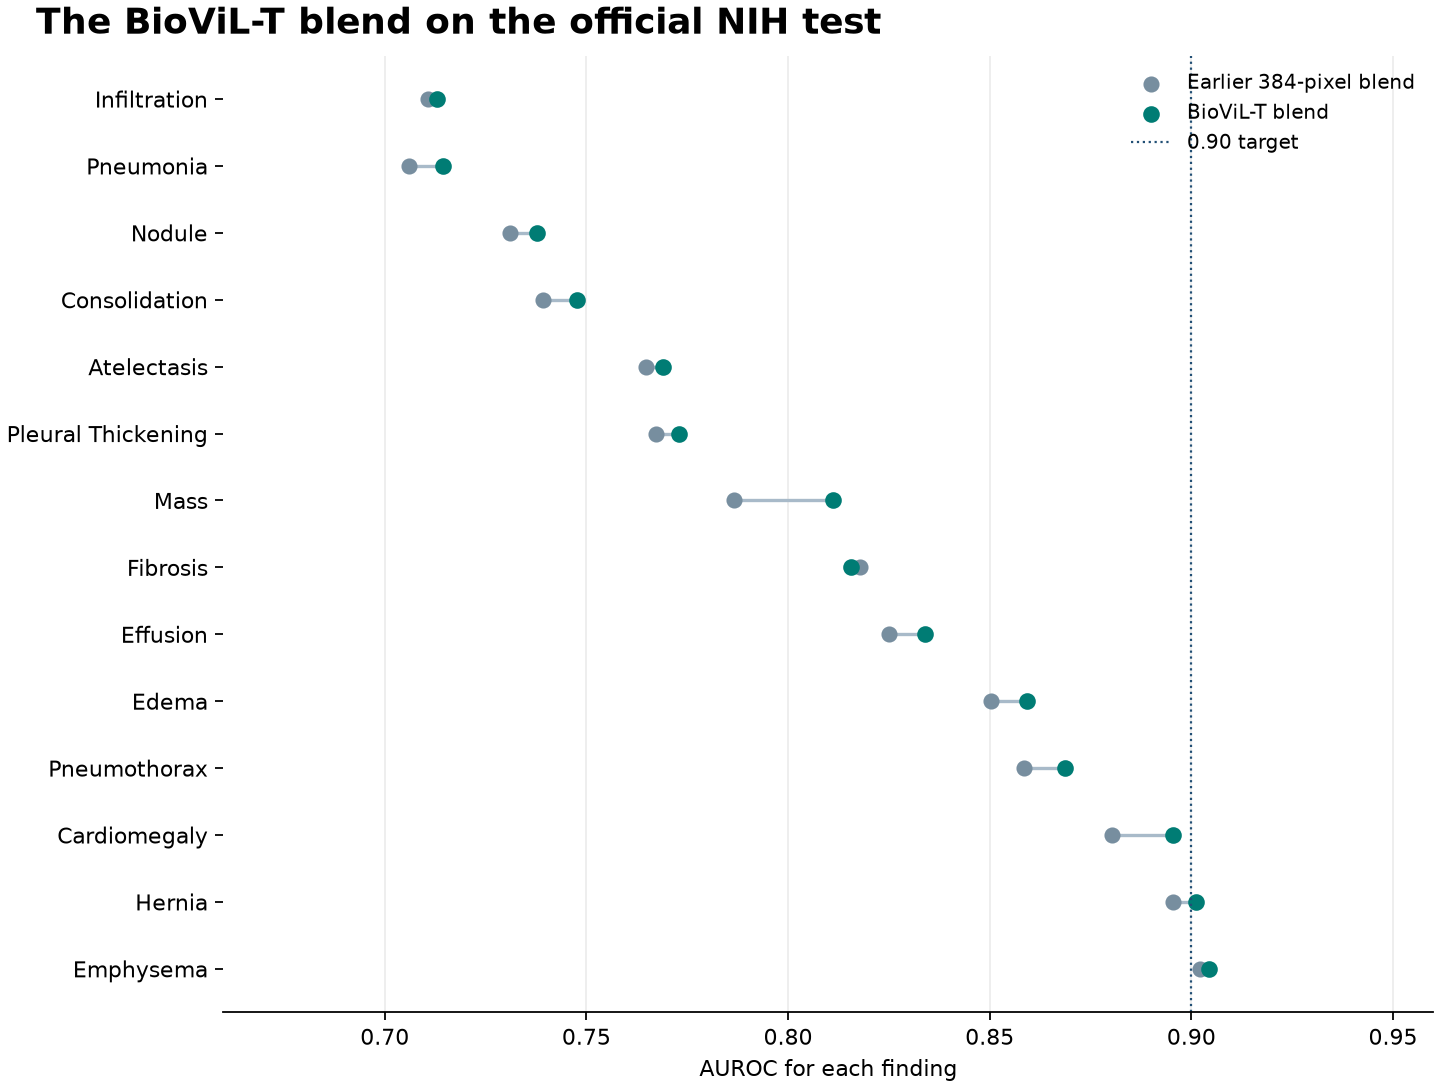 The BioViL-T blend on the official NIH test
Earlier 384-pixel blend
BioViL-T blend
0.90 target
Infiltration
Pneumonia
Nodule
Consolidation
Atelectasis
Pleural Thickening
Mass
Fibrosis
Effusion
Edema
Pneumothorax
Cardiomegaly
Hernia
Emphysema
0.70 0.75 0.80 0.85 0.90 0.95
AUROC for each finding